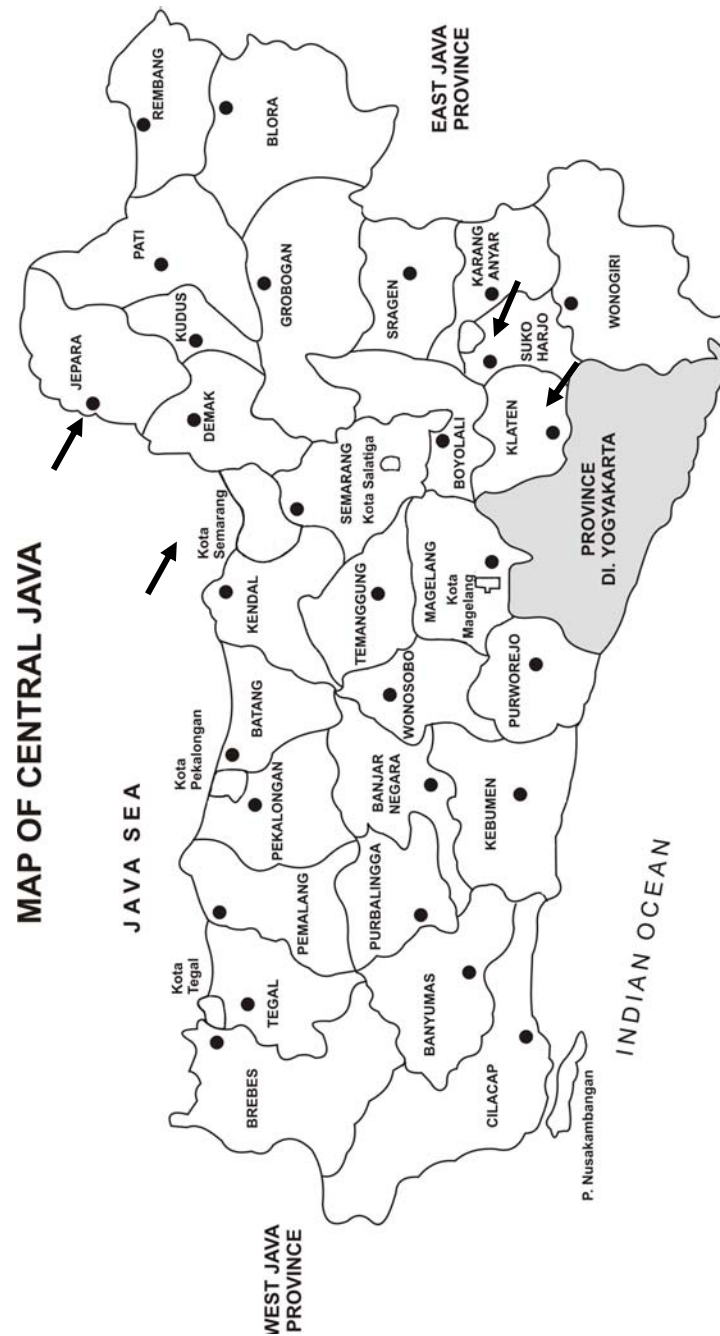 MAP OF CENTRAL JAVA
JAVA SEA
WEST JAVA
PROVINCE
EAST JAVA
PROVINCE
INDIAN OCEAN
P. Nusakambangan
Kota
Tegal
Kota
Pekalongan
Kota
Semarang
BREBES
TEGAL
PEMALANG
PEKALONGAN
BATANG
KENDAL
DEMAK
JEPARA
KUDUS
PATI
REMBANG
BLORA
GROBOGAN
SEMARANG
Kota Salatiga
TEMANGGUNG
WONOSOBO
BANJAR
NEGARA
PURBALINGGA
BANYUMAS
CILACAP
KEBUMEN
PURWOREJO
MAGELANG
Kota
Magelang
BOYOLALI
KLATEN
SUKO
HARJO
SRAGEN
KARANG
ANYAR
WONOGIRI
PROVINCE
DI. YOGYAKARTA